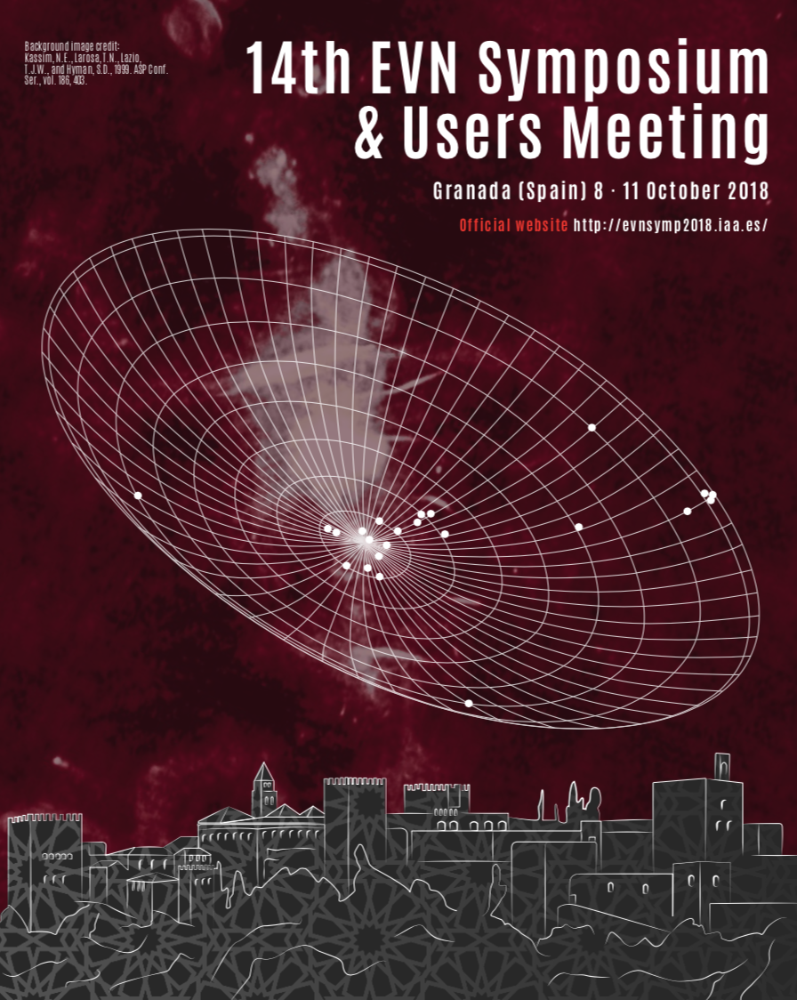 Background image credit:
Kassim, N.E., Larosa, T.N., Lazio,
T.J.W., and Hyman, S.D., 1999. ASP Conf.
Ser., vol. 186, 403.
14th EVN Symposium
& Users Meeting
Granada (Spain) 8 · 11 October 2018
Official website http://evnsymp2018.iaa.es/